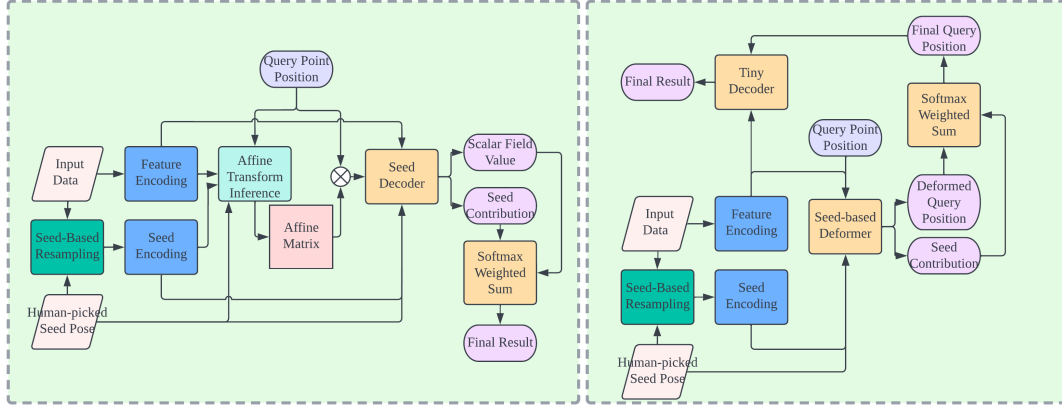 Query Point
Position
Input
Data
Feature
Encoding
Affine
Transform
Inference
Seed
Decoder
Scalar Field
Value
Seed
Contribution
Seed-Based
Resampling
Seed
Encoding
Affine
Matrix
Softmax
Weighted
Sum
Human-picked
Seed Pose
Final Result
Final Query
Position
Final Result
Tiny
Decoder
Softmax
Weighted
Sum
Query Point
Position
Deformed
Query
Position
Input
Data
Feature
Encoding
Seed-based
Deformer
Seed
Contribution
Seed-Based
Resampling
Seed
Encoding
Human-picked
Seed Pose